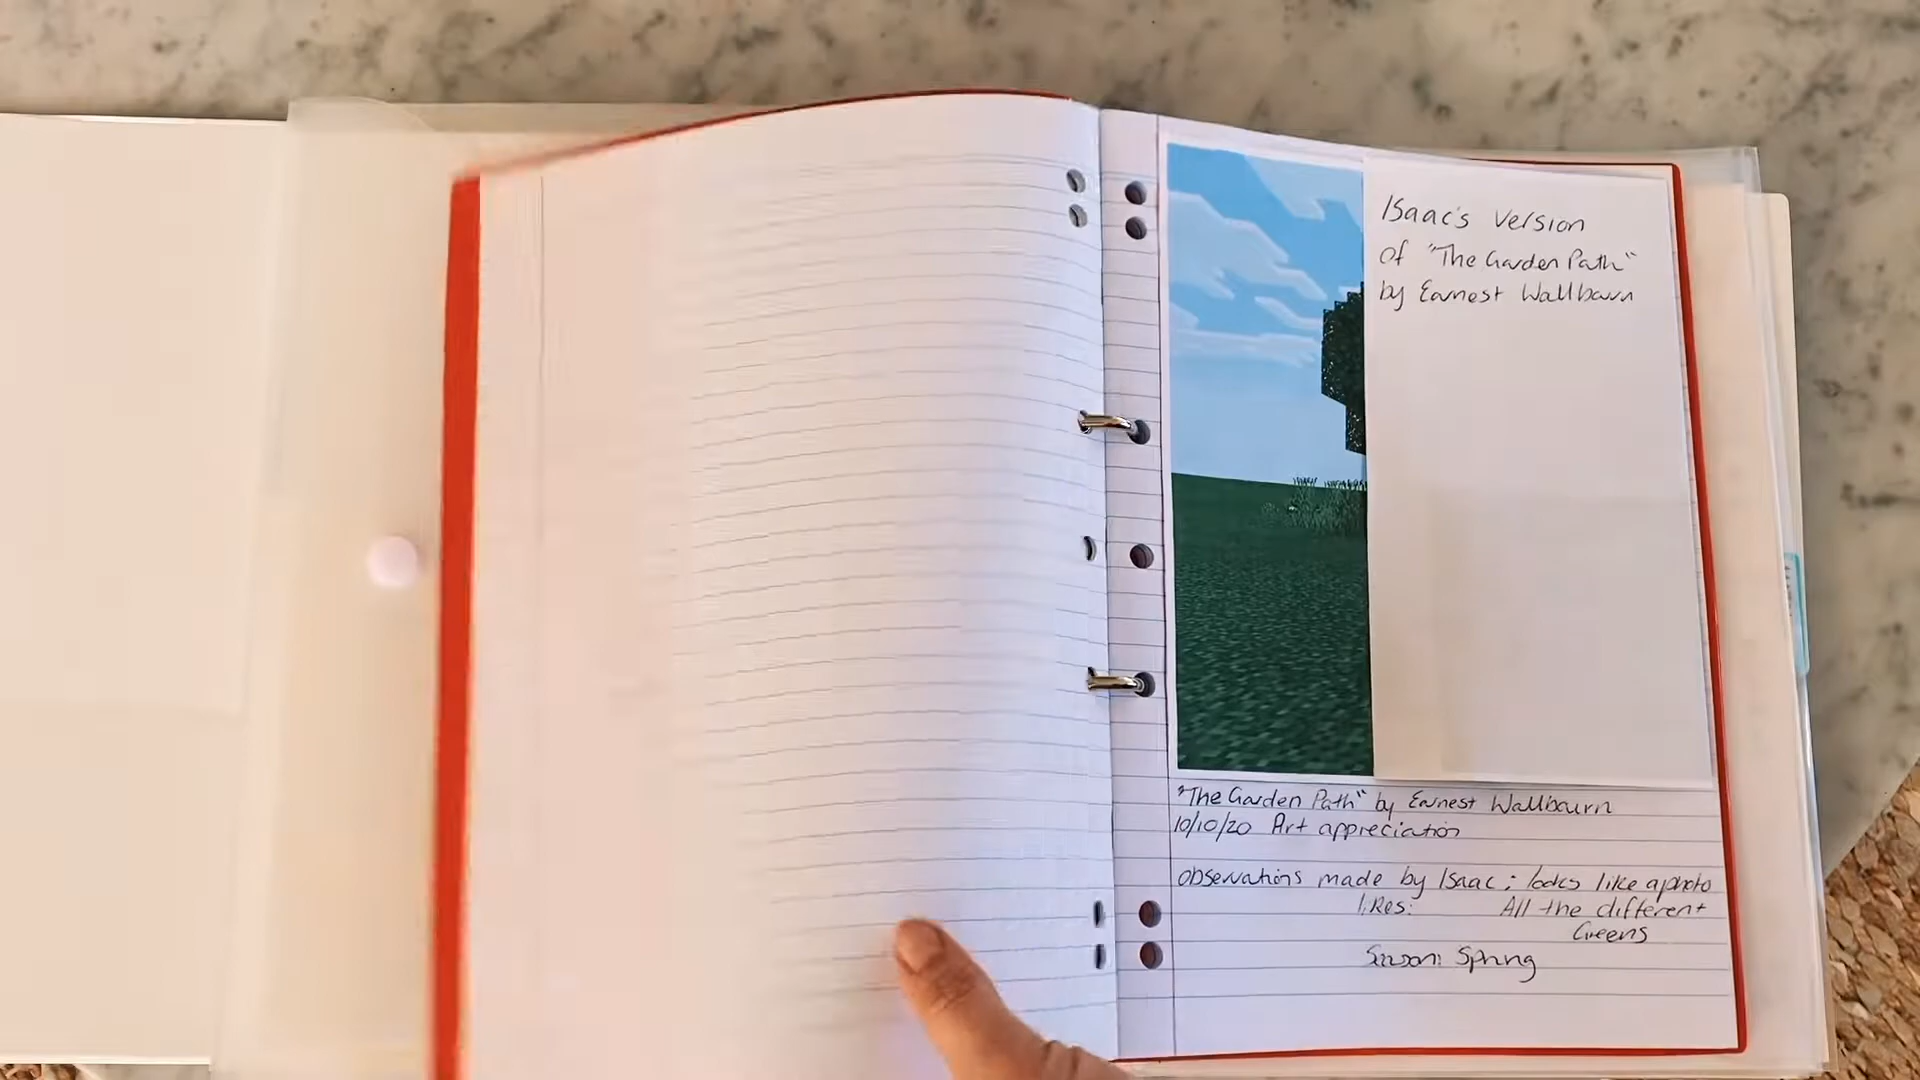 Isaac's version
of "The Garden Path"
by Earnest Wallbourn
"The Garden Path" by Earnest Wallbourn
10/10/20 Art appreciation
observations made by Isaac; looks like a photo
likes: All the different
Greens
Season: Spring